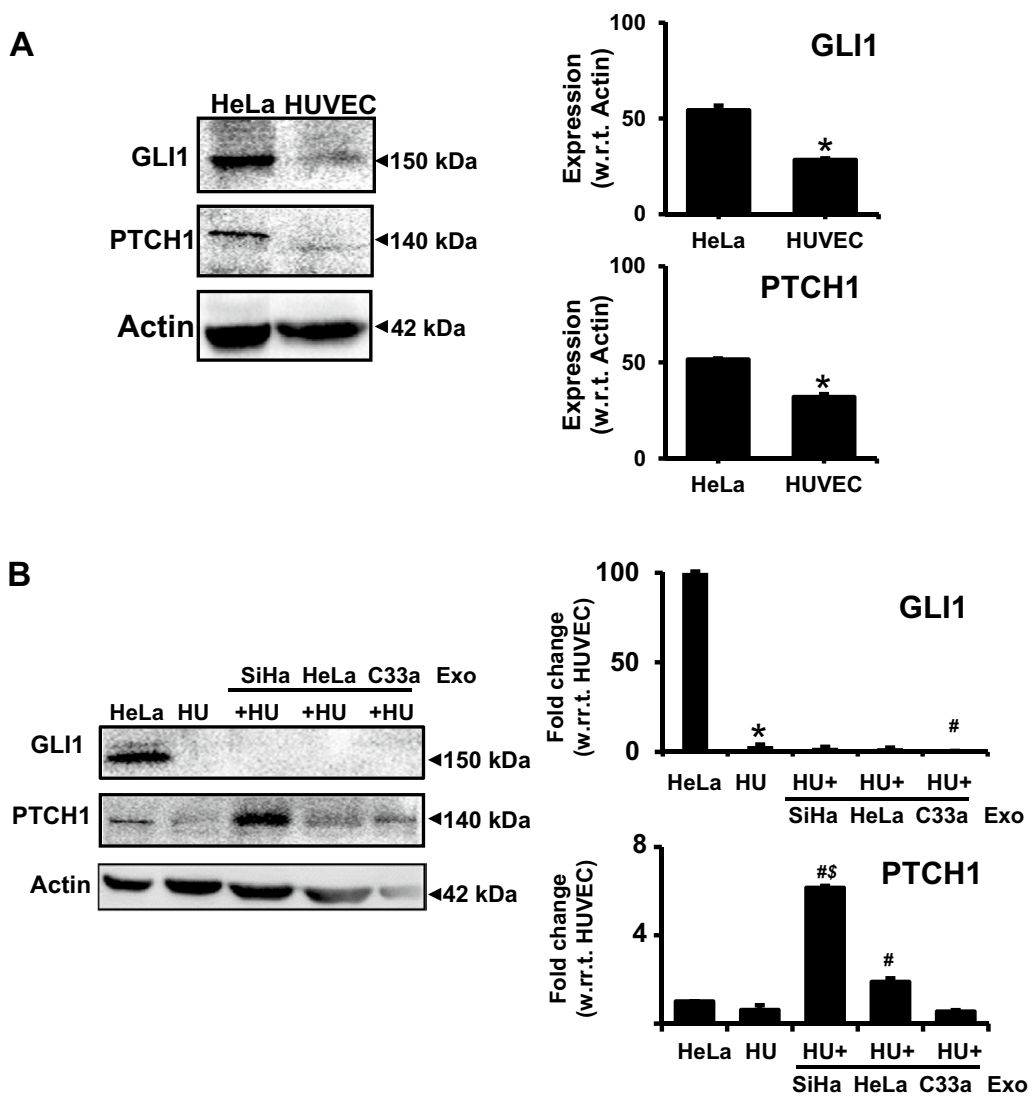 A
HeLa HUVEC
GLI1
◄150 kDa
PTCH1
◄140 kDa
Actin
◄42 kDa
GLI1
Expression
(w.r.t. Actin)
100
50
0
*
HeLa HUVEC
PTCH1
Expression
(w.r.t. Actin)
100
50
0
*
HeLa HUVEC
B
SiHa HeLa C33a Exo
HeLa HU +HU +HU +HU
GLI1
◄150 kDa
PTCH1
◄140 kDa
Actin
◄42 kDa
GLI1
Fold change
(w.rr.t. HUVEC)
100
50
0
* #
HeLa HU HU+ HU+ HU+
SiHa HeLa C33a Exo
PTCH1
Fold change
(w.rr.t. HUVEC)
8
4
0
#$ #
HeLa HU HU+ HU+ HU+
SiHa HeLa C33a Exo